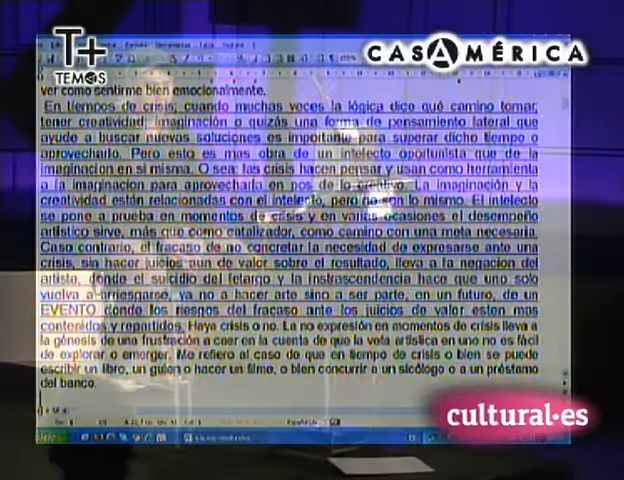 T+
TEMOS
CASAMÉRICA
ver como sentirme bien emocionalmente.
En tiempos de crisis; cuando muchas veces la lógica dice qué camino tomar;
tener creatividad; imaginación o quizás una forma de pensamiento lateral que
ayude a buscar nuevas soluciones es importante para superar dicho tiempo o
aprovecharlo. Pero esto es mas obra de un intelecto oportunista que de la
imaginacion en si misma. O sea: las crisis hacen pensar y usan como herramienta
a la imaginacion para aprovecharla en pos de lo creativo. La imaginación y la
creatividad están relacionadas con el intelecto, pero no son lo mismo. El intelecto
se pone a prueba en momentos de crisis y en varias ocasiones el desempeño
artístico sirve, más que como catalizador, como camino con una meta necesaria.
Caso contrario, el fracaso de no concretar la necesidad de expresarse ante una
crisis, sin hacer juicios aun de valor sobre el resultado, lleva a la negacion del
artista, donde el suicidio del letargo y la instrascendencia hace que uno solo
vuelva a arriesgarse, ya no a hacer arte sino a ser parte, en un futuro, de un
EVENTO donde los riesgos del fracaso ante los juicios de valor esten mas
contenidos y repartidos. Haya crisis o no. La no expresión en momentos de crisis lleva a
la génesis de una frustración a caer en la cuenta de que la veta artística en uno no es fácil
de explorar o emerger. Me refiero al caso de que en tiempo de crisis o bien se puede
escribir un libro, un guion o hacer un filme, o bien concurrir a un sicólogo o a un préstamo
del banco.
cultural·es